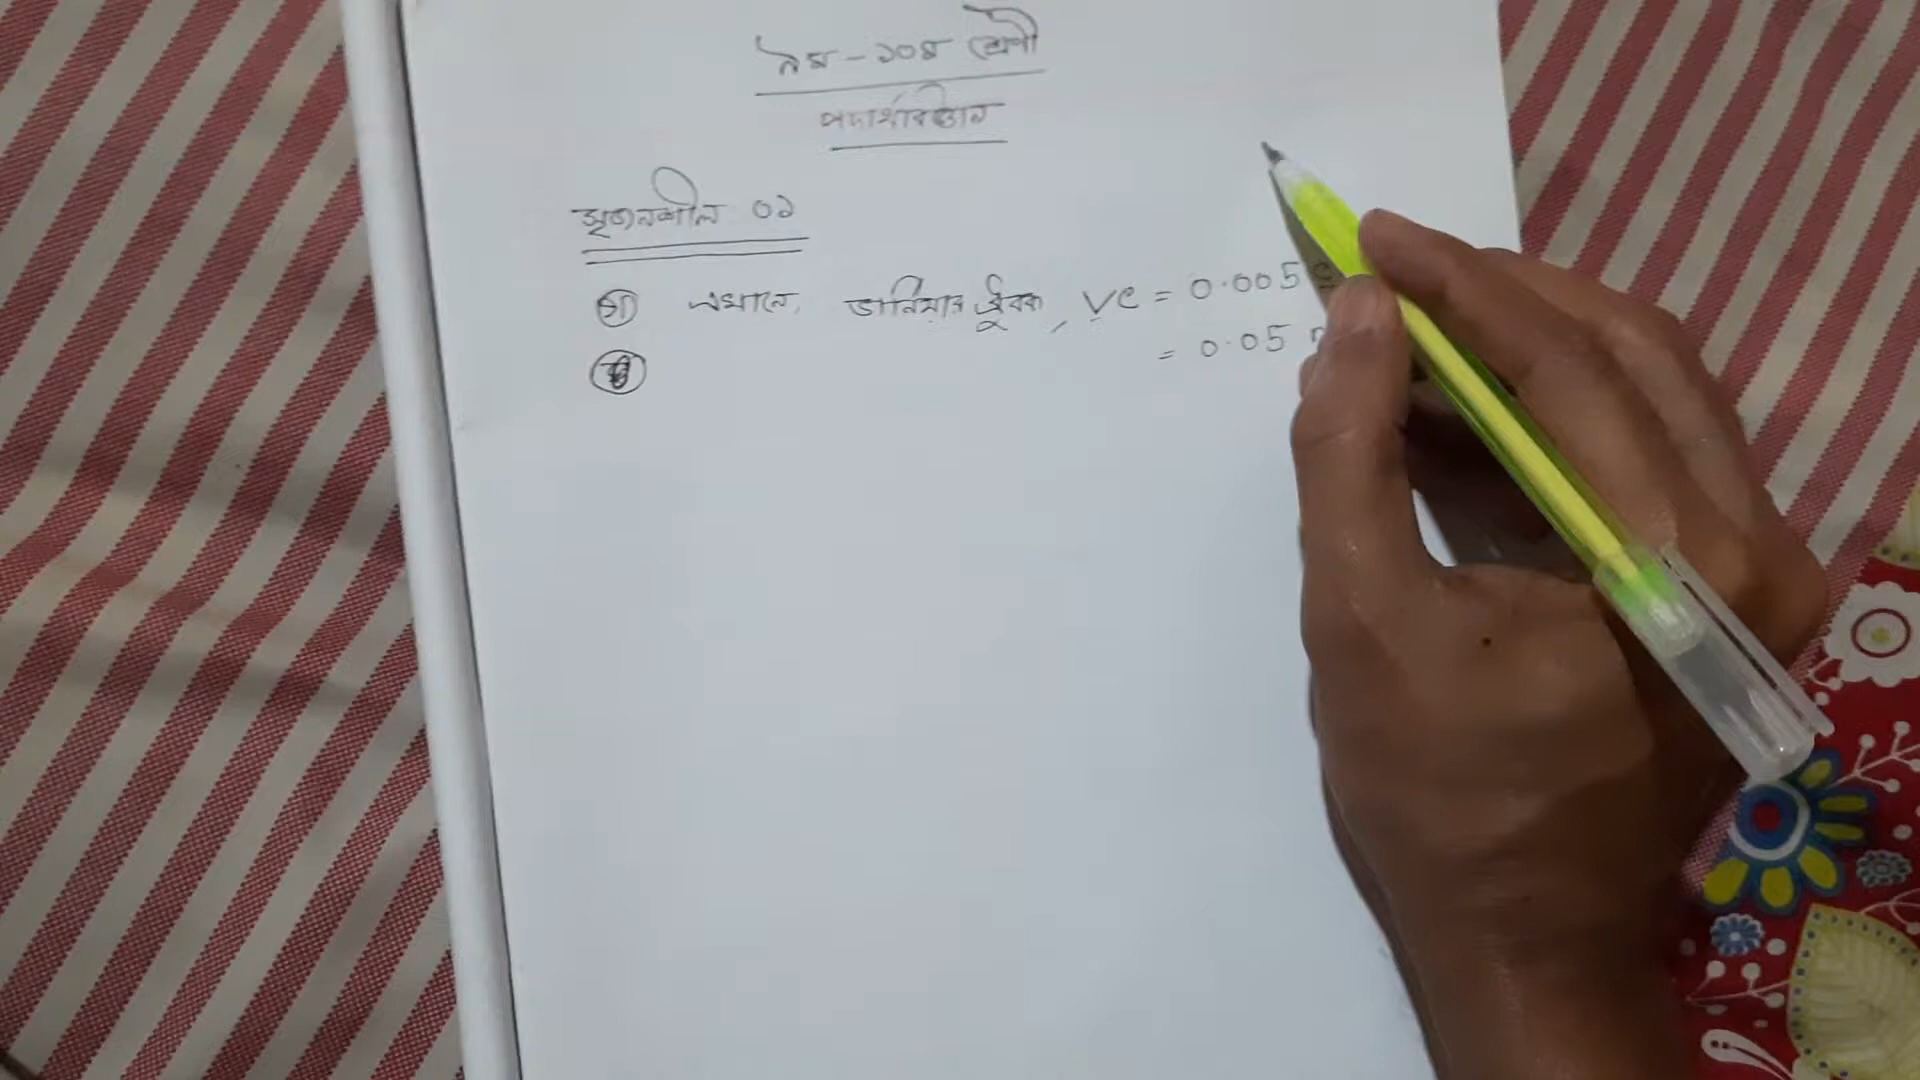 ৯ম - ১০ম শ্রেণী
পদার্থবিজ্ঞান
সৃজনশীল ০১
গ এখানে, ভার্নিয়ার ধ্রুবক, VC = 0.005
= 0.05